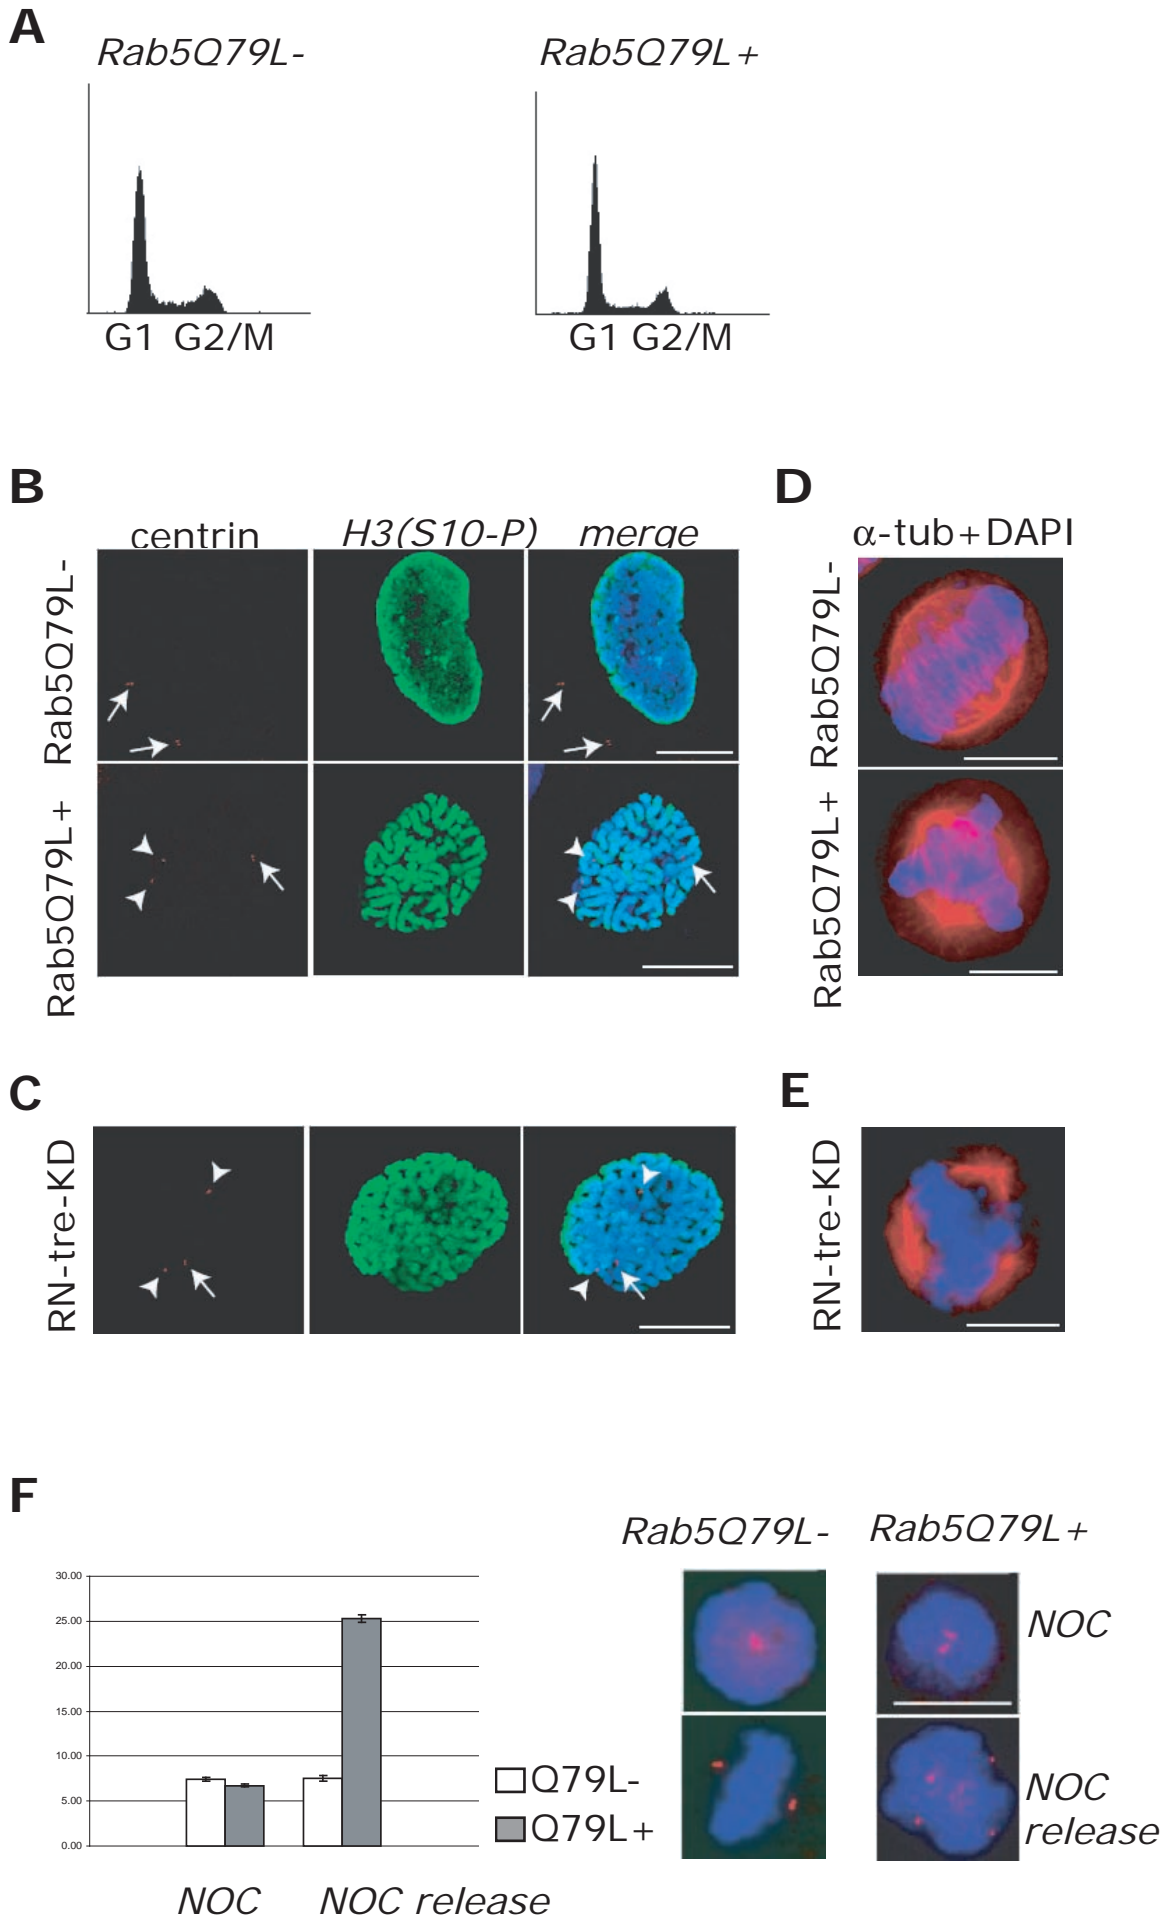 A
Rab5Q79L-
Rab5Q79L+
G1 G2/M
G1 G2/M
B
centrin
H3(S10-P)
merge
Rab5Q79L-
Rab5Q79L+
D
α-tub+DAPI
Rab5Q79L-
Rab5Q79L+
C
RN-tre-KD
E
RN-tre-KD
F
30.00
25.00
20.00
15.00
10.00
5.00
0.00
NOC
NOC release
Q79L-
Q79L+
Rab5Q79L-
Rab5Q79L+
NOC
NOC
release